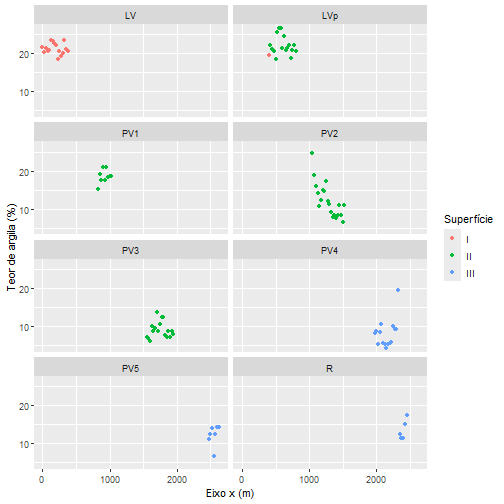 LV
LVp
20
10
PV1
PV2
20
10
PV3
PV4
20
10
PV5
R
20
10
0
1000
2000
0
1000
2000
Eixo x (m)
Teor de argila (%)
Superfície
I
II
III